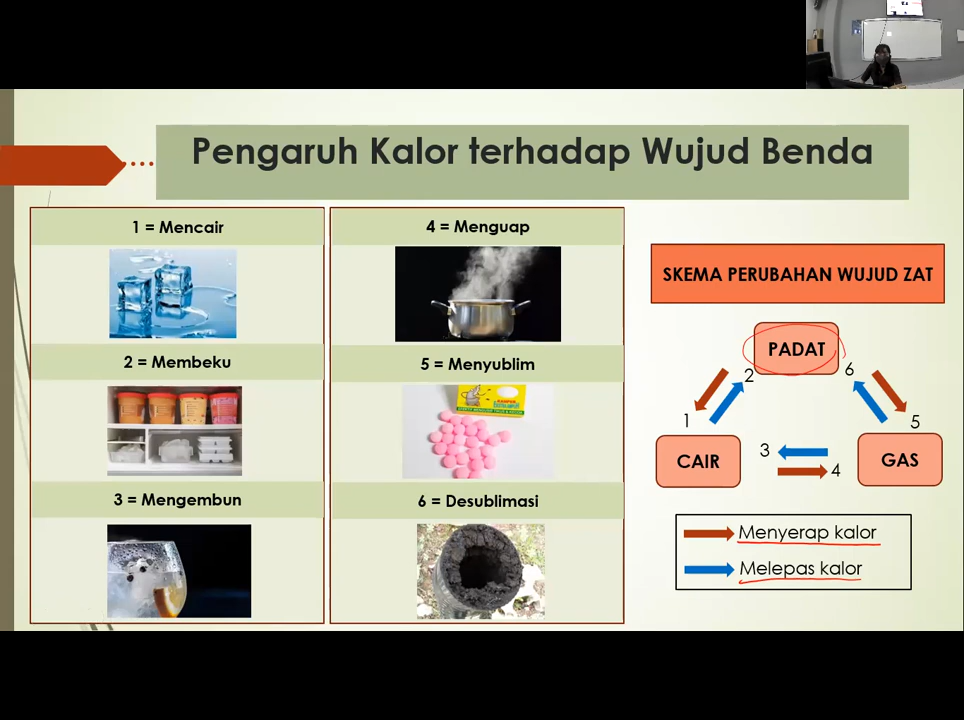 Pengaruh Kalor terhadap Wujud Benda
1 = Mencair
4 = Menguap
2 = Membeku
5 = Menyublim
3 = Mengembun
6 = Desublimasi
SKEMA PERUBAHAN WUJUD ZAT
PADAT
2
6
1
5
3
4
CAIR
GAS
Menyerap kalor
Melepas kalor